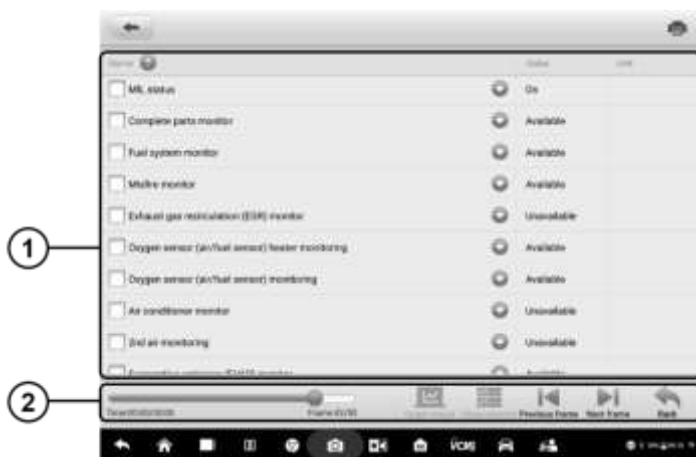 Name Value Unit
MIL status On
Complete parts monitor Available
Fuel system monitor Available
Misfire monitor Available
Exhaust gas recirculation (EGR) monitor Unavailable
Oxygen sensor (air/fuel sensor) heater monitoring Available
Oxygen sensor (air/fuel sensor) monitoring Available
Air conditioner monitor Unavailable
2nd air monitoring Unavailable
1
2
Previous frame Next frame Back
VCMI